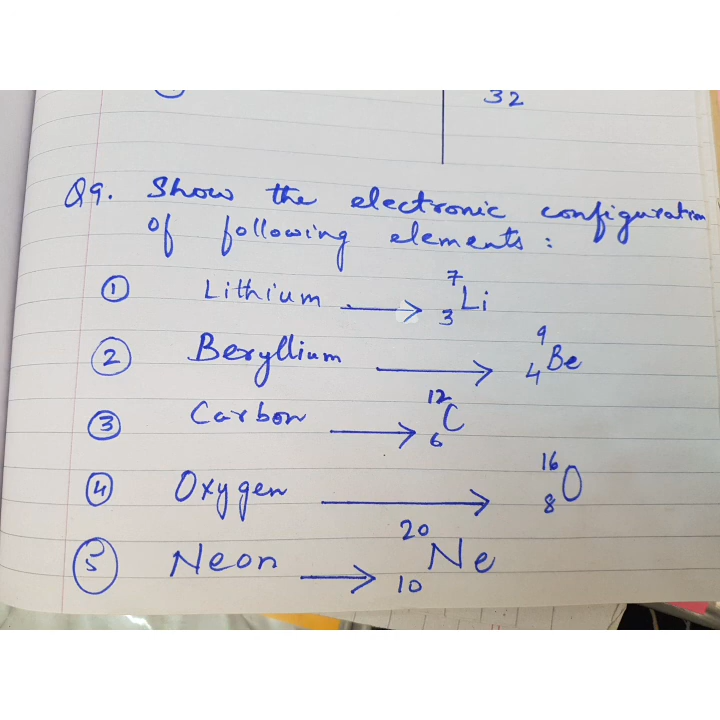 32
Q9. Show the electronic configuration
of following elements :
① Lithium → ⁷₃Li
② Beryllium → ⁹₄Be
③ Carbon → ¹²₆C
④ Oxygen → ¹⁶₈O
⑤ Neon → ²⁰₁₀Ne